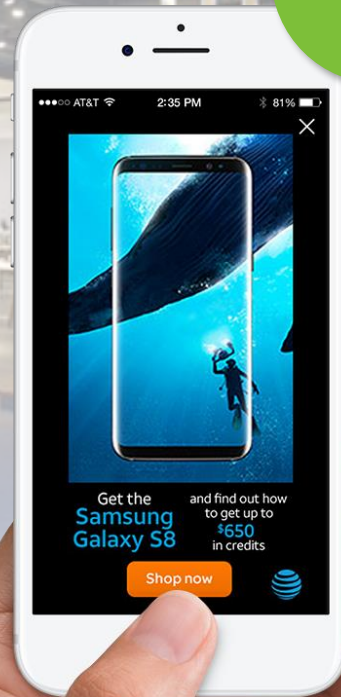 AT&T 2:35 PM 81%
Get the
Samsung
Galaxy S8
and find out how
to get up to
$650
in credits
Shop now